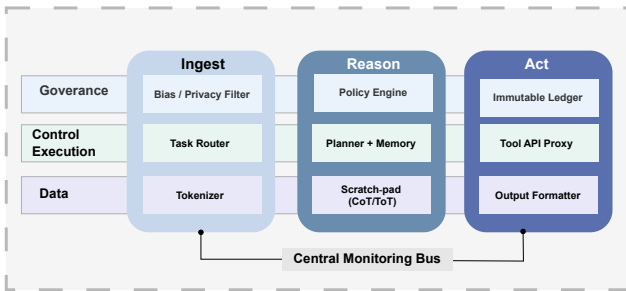 Ingest
Reason
Act
Goverance
Bias / Privacy Filter
Policy Engine
Immutable Ledger
Control
Execution
Task Router
Planner + Memory
Tool API Proxy
Data
Tokenizer
Scratch-pad
(CoT/ToT)
Output Formatter
Central Monitoring Bus